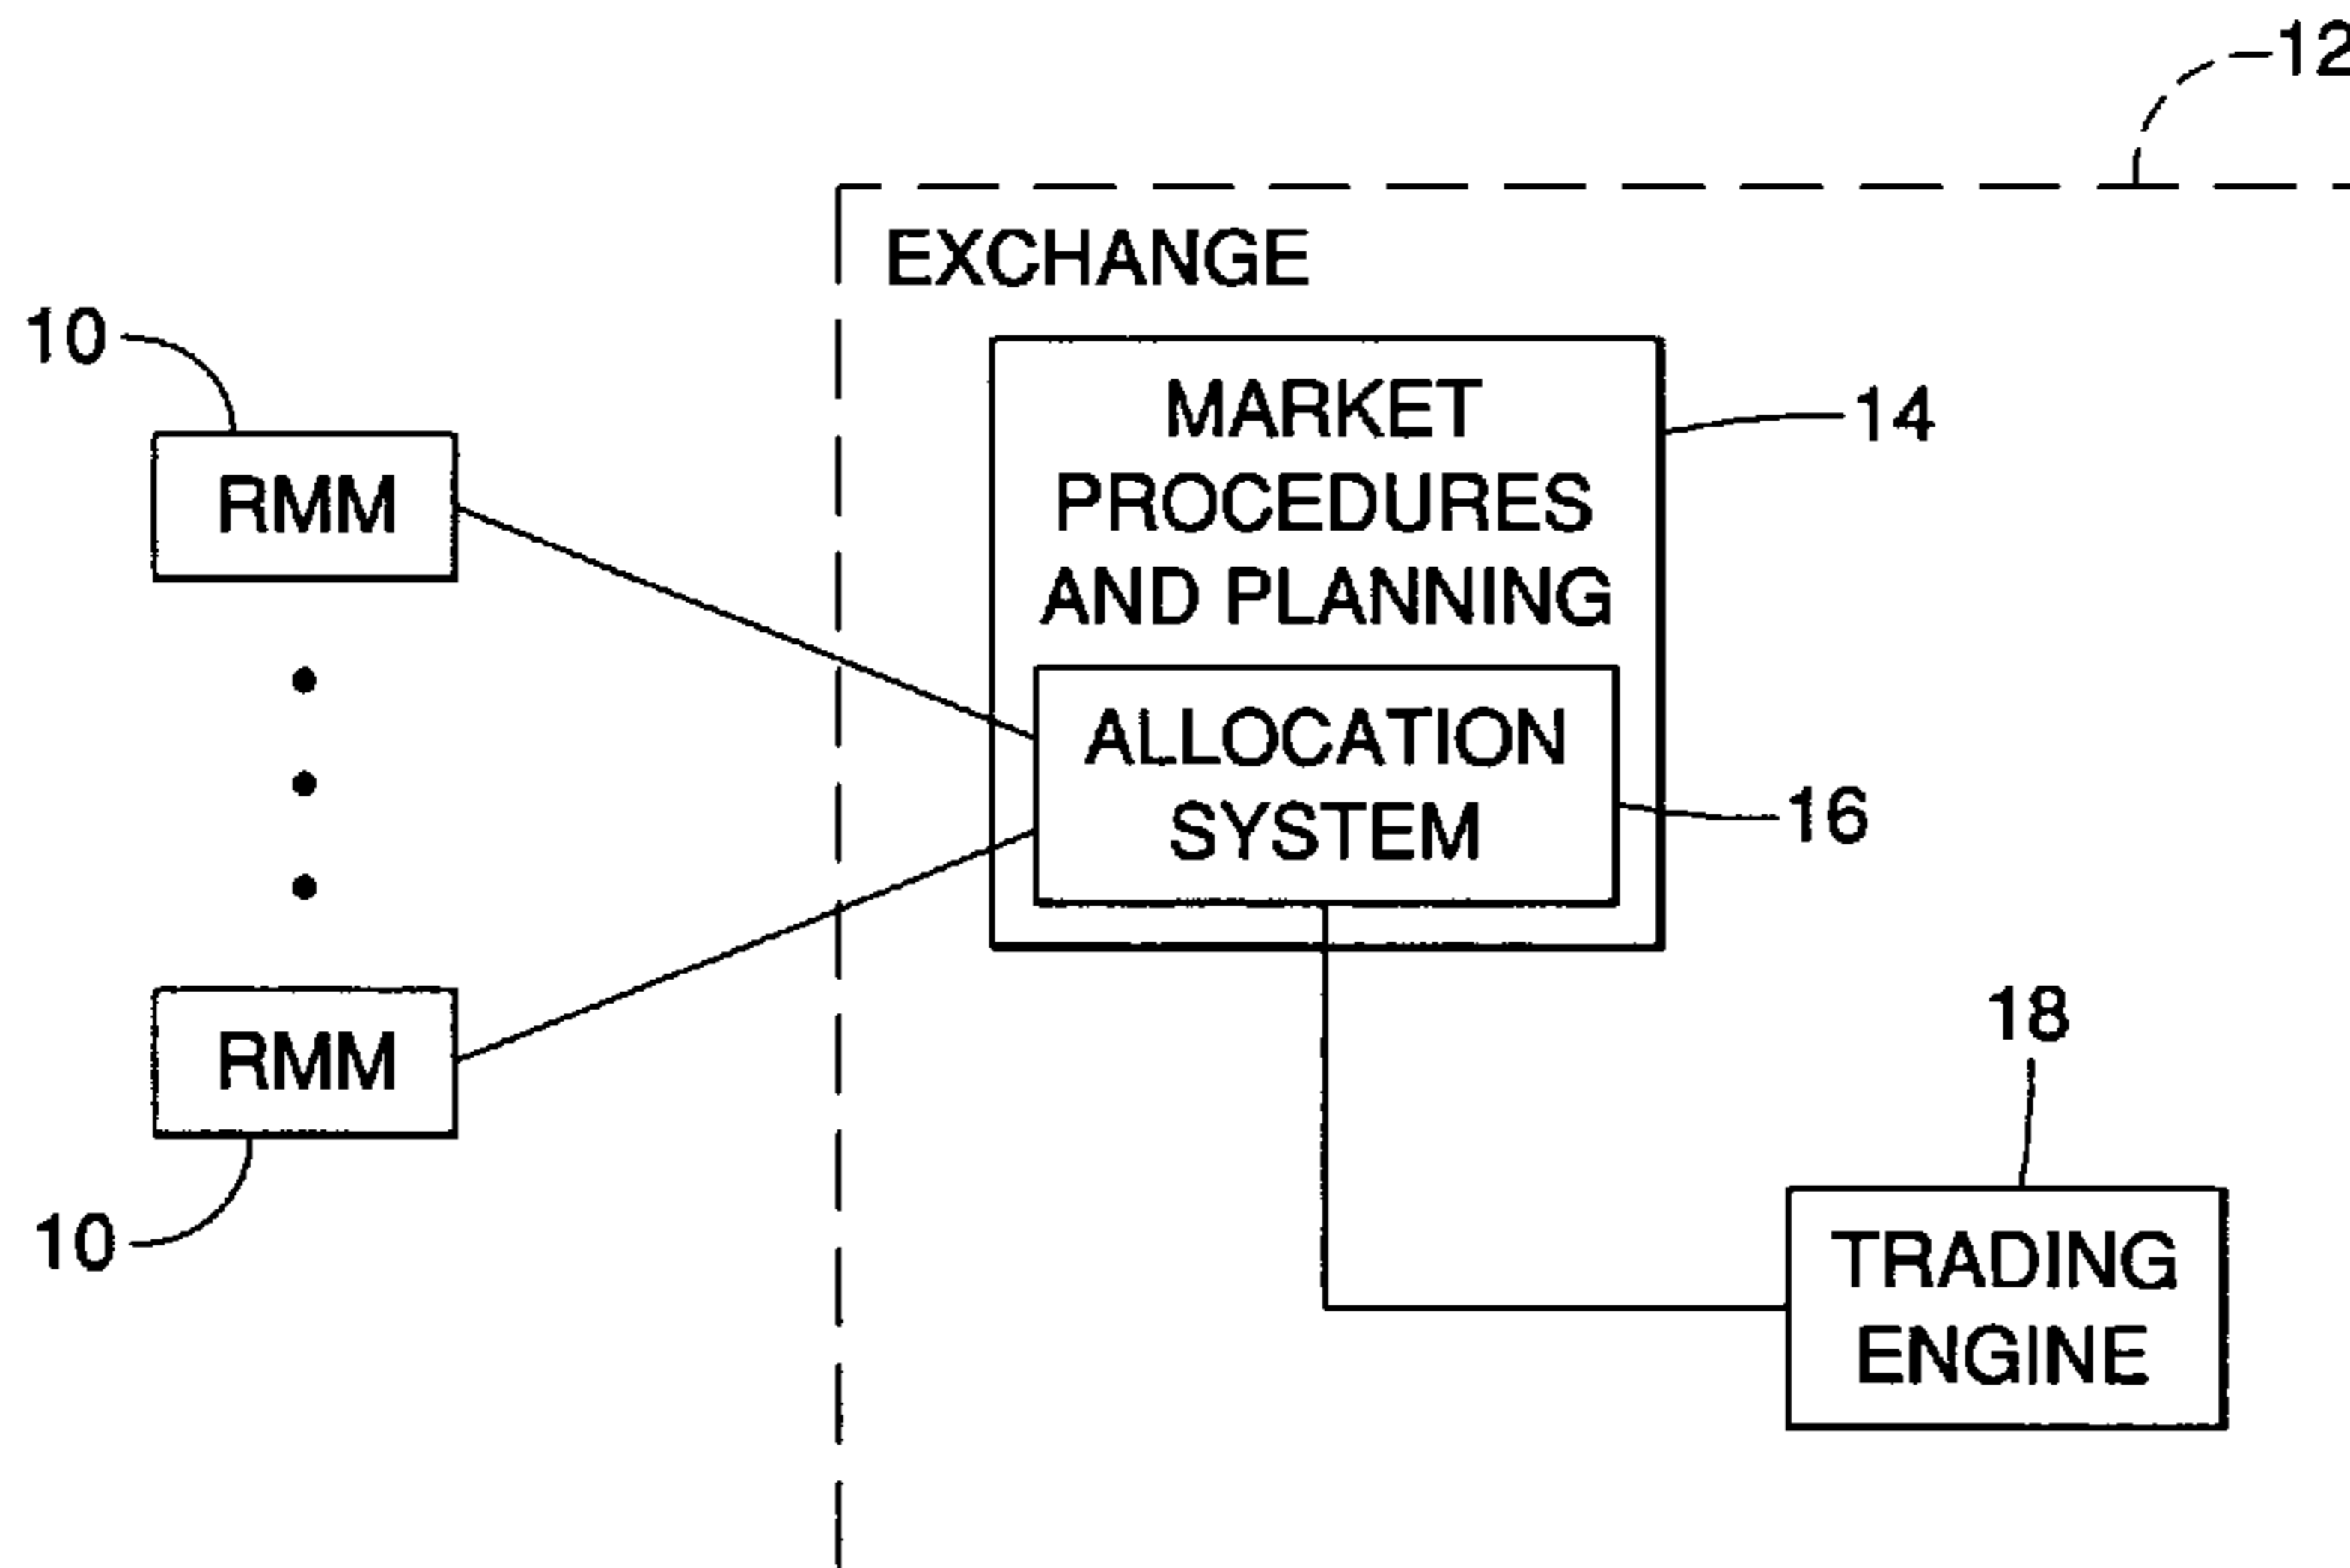 12
EXCHANGE
10
MARKET
PROCEDURES
AND PLANNING
14
RMM
ALLOCATION
SYSTEM
16
RMM
10
18
TRADING
ENGINE